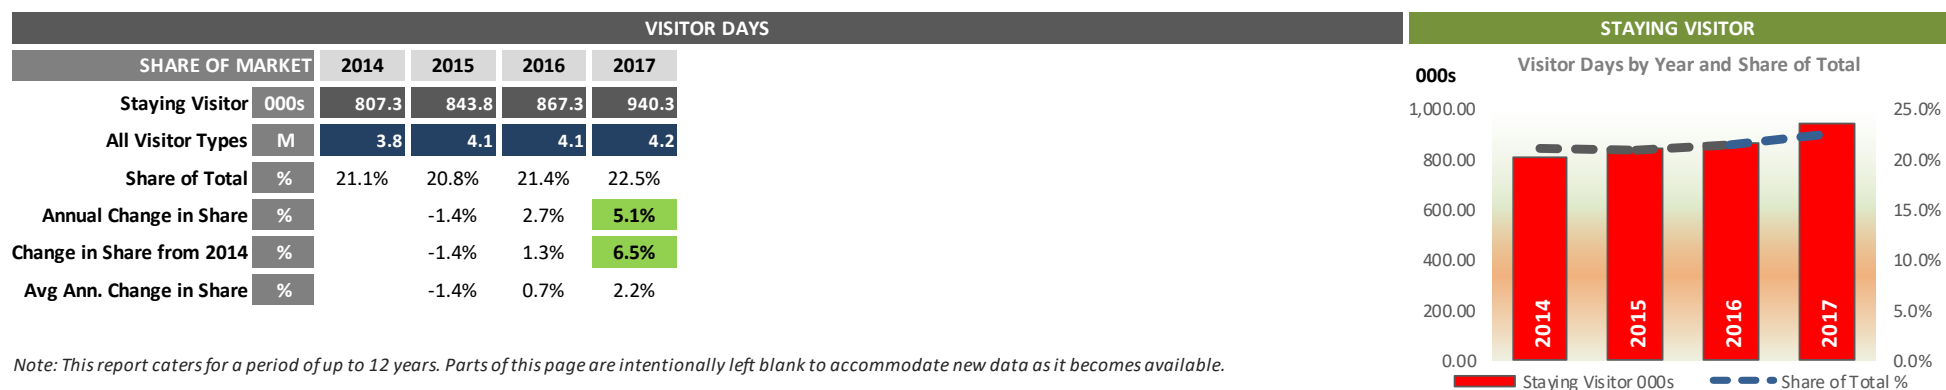 VISITOR DAYS
SHARE OF MARKET 2014 2015 2016 2017
Staying Visitor 000s 807.3 843.8 867.3 940.3
All Visitor Types M 3.8 4.1 4.1 4.2
Share of Total % 21.1% 20.8% 21.4% 22.5%
Annual Change in Share % -1.4% 2.7% 5.1%
Change in Share from 2014 % -1.4% 1.3% 6.5%
Avg Ann. Change in Share % -1.4% 0.7% 2.2%
Note: This report caters for a period of up to 12 years. Parts of this page are intentionally left blank to accommodate new data as it becomes available.
STAYING VISITOR
Visitor Days by Year and Share of Total
000s
1,000.00 25.0%
800.00 20.0%
600.00 15.0%
400.00 10.0%
200.00 5.0%
0.00 0.0%
2014 2015 2016 2017
Staying Visitor 000s Share of Total %